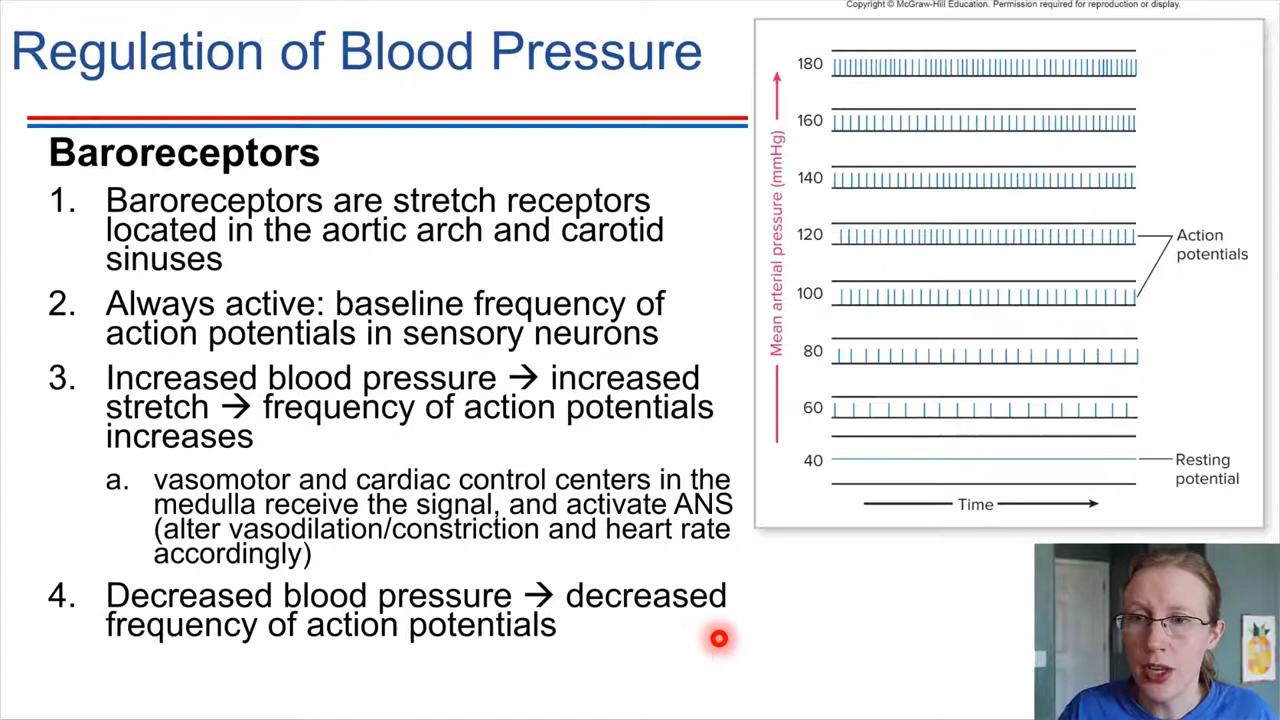 Copyright © McGraw-Hill Education. Permission required for reproduction or display.
Regulation of Blood Pressure
Baroreceptors
1. Baroreceptors are stretch receptors
located in the aortic arch and carotid
sinuses
2. Always active: baseline frequency of
action potentials in sensory neurons
3. Increased blood pressure → increased
stretch → frequency of action potentials
increases
a. vasomotor and cardiac control centers in the
medulla receive the signal, and activate ANS
(alter vasodilation/constriction and heart rate
accordingly)
4. Decreased blood pressure → decreased
frequency of action potentials
Mean arterial pressure (mmHg)
180
160
140
120
100
80
60
40
Action
potentials
Resting
potential
Time